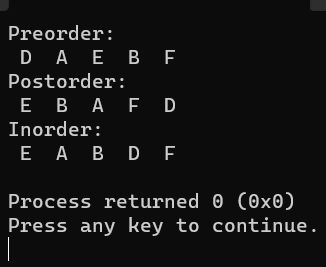 Preorder:
D A E B F
Postorder:
E B A F D
Inorder:
E A B D F
Process returned 0 (0x0)
Press any key to continue.